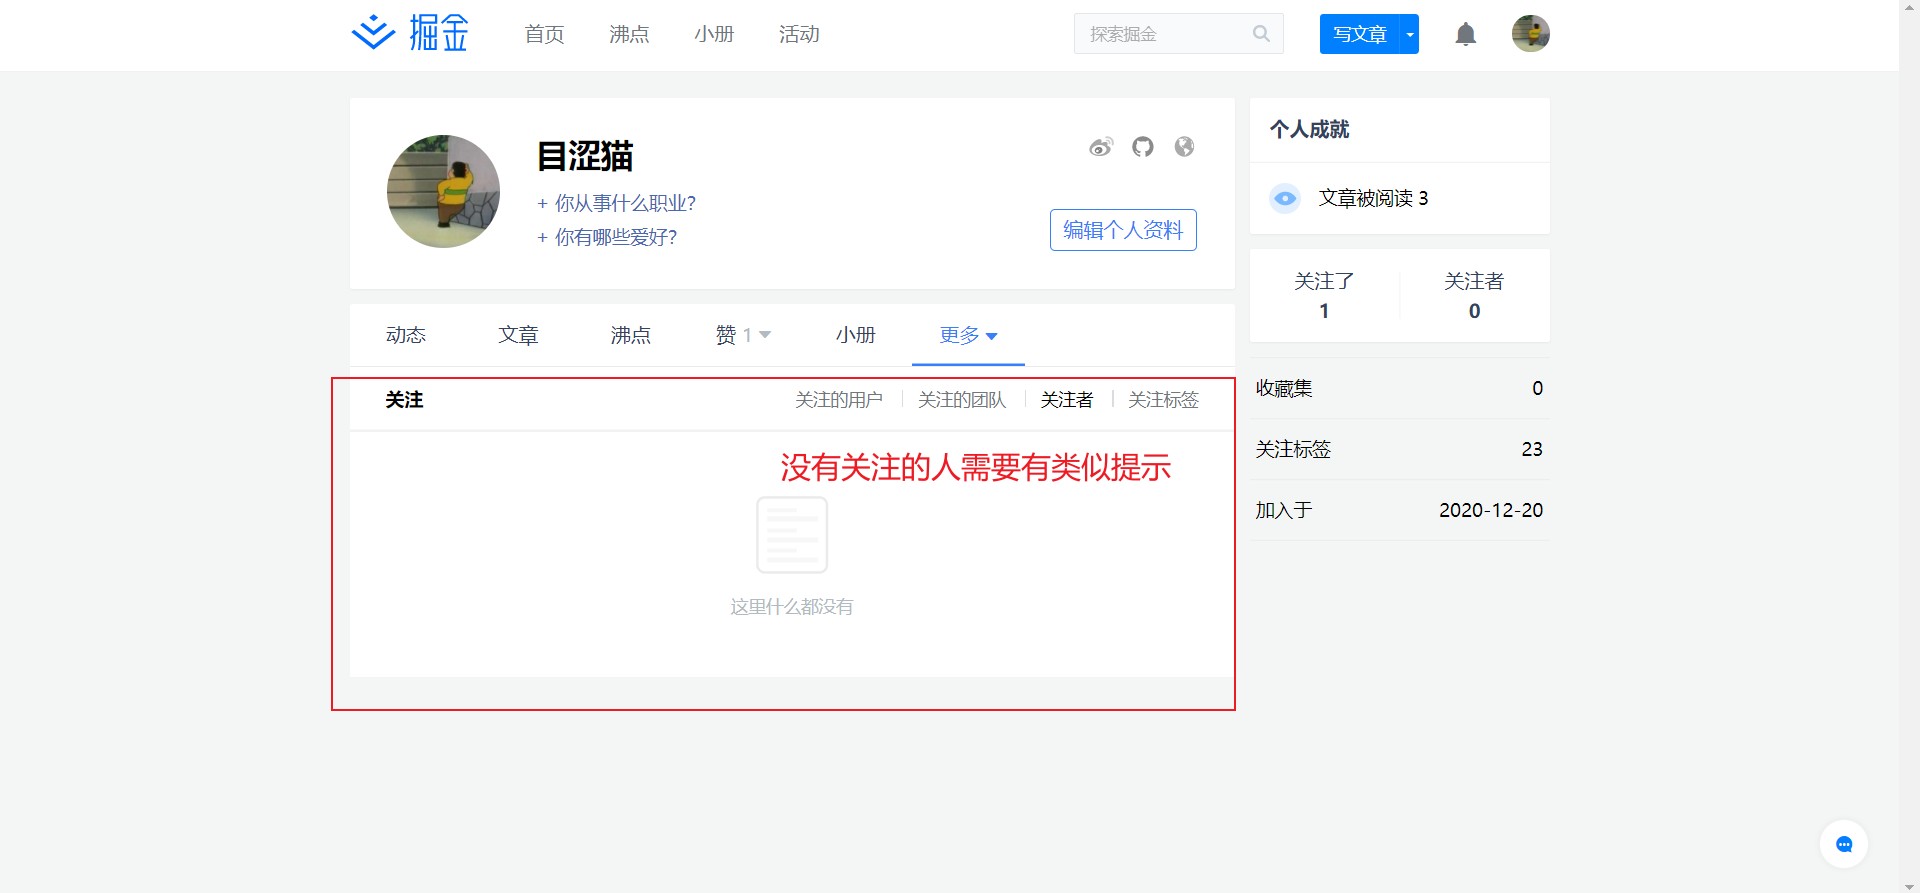 掘金 首页 沸点 小册 活动 探索掘金 写文章
目涩猫
+ 你从事什么职业?
+ 你有哪些爱好?
编辑个人资料
动态 文章 沸点 赞 1 小册 更多
关注 关注的用户 关注的团队 关注者 关注标签
没有关注的人需要有类似提示
这里什么都没有
个人成就
文章被阅读 3
关注了 关注者
1 0
收藏集 0
关注标签 23
加入于 2020-12-20